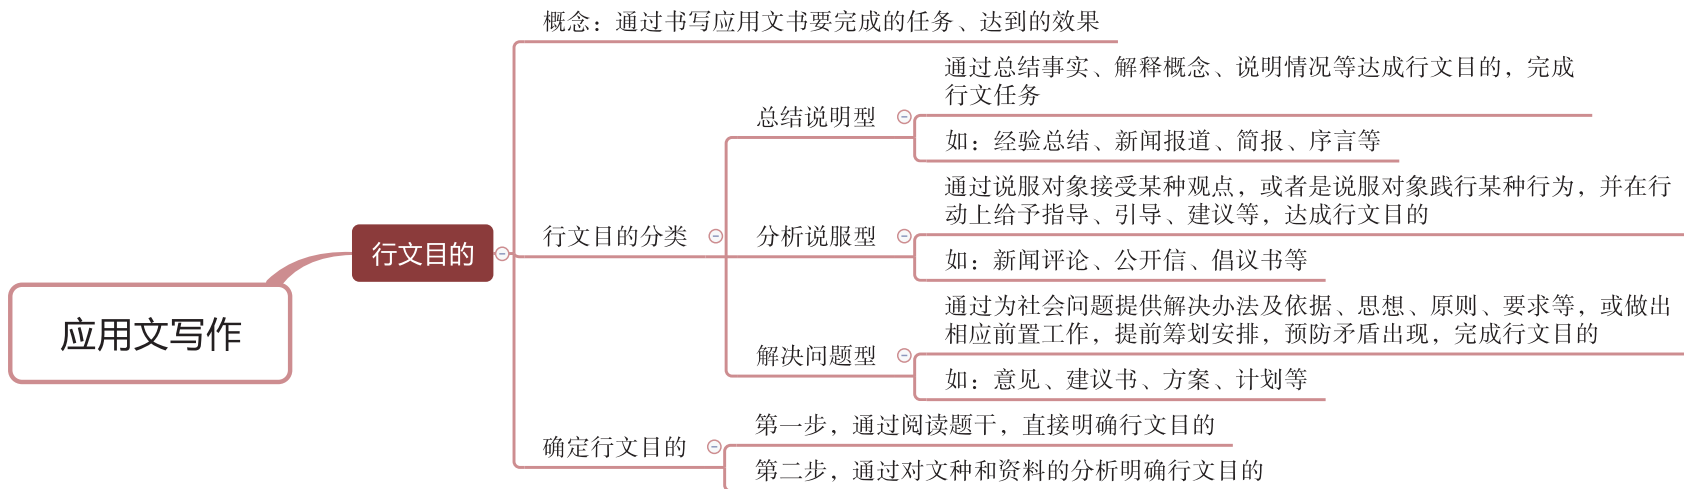 应用文写作
行文目的
概念：通过书写应用文书要完成的任务、达到的效果
行文目的分类
总结说明型
通过总结事实、解释概念、说明情况等达成行文目的，完成
行文任务
如：经验总结、新闻报道、简报、序言等
分析说服型
通过说服对象接受某种观点，或者是说服对象践行某种行为，并在行
动上给予指导、引导、建议等，达成行文目的
如：新闻评论、公开信、倡议书等
解决问题型
通过为社会问题提供解决办法及依据、思想、原则、要求等，或做出
相应前置工作，提前筹划安排，预防矛盾出现，完成行文目的
如：意见、建议书、方案、计划等
确定行文目的
第一步，通过阅读题干，直接明确行文目的
第二步，通过对文种和资料的分析明确行文目的